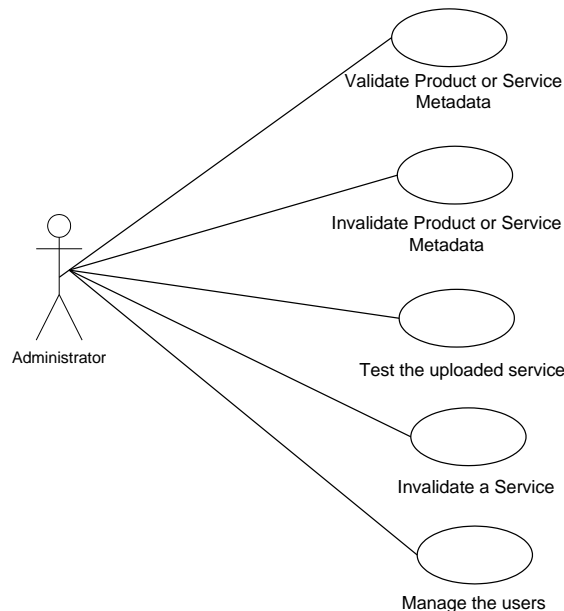 Validate Product or Service
Metadata
Invalidate Product or Service
Metadata
Administrator
Test the uploaded service
Invalidate a Service
Manage the users